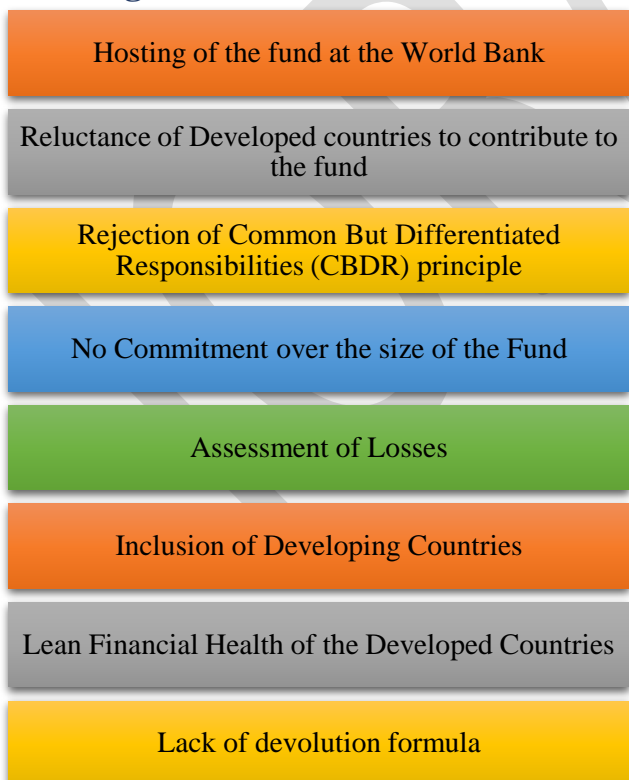 Hosting of the fund at the World Bank
Reluctance of Developed countries to contribute to
the fund
Rejection of Common But Differentiated
Responsibilities (CBDR) principle
No Commitment over the size of the Fund
Assessment of Losses
Inclusion of Developing Countries
Lean Financial Health of the Developed Countries
Lack of devolution formula